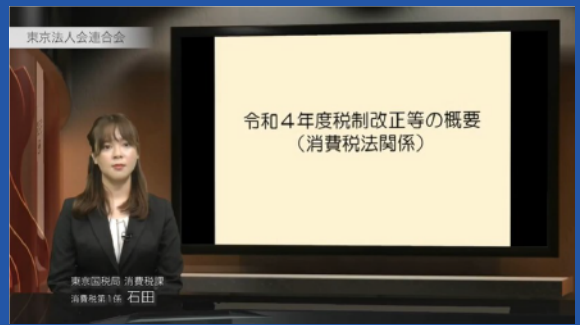 東京法人会連合会
令和4年度税制改正等の概要
（消費税法関係）
東京国税局 消費税課
消費税第1係 石田